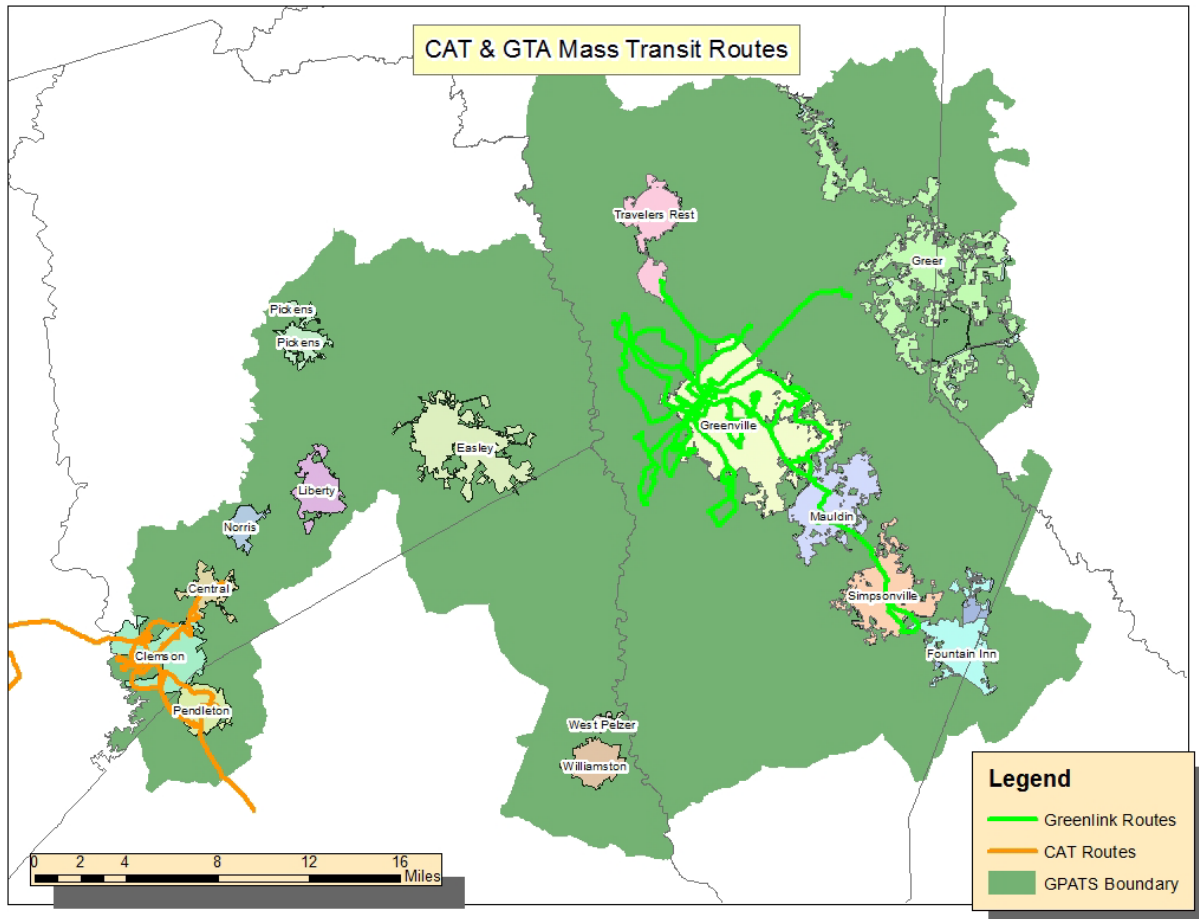 CAT & GTA Mass Transit Routes
Travelers Rest
Greer
Pickens
Pickens
Greenville
Easley
Liberty
Mauldin
Norris
Central
Simpsonville
Clemson
Fountain Inn
Pendleton
West Pelzer
Williamston
Legend
Greenlink Routes
CAT Routes
GPATS Boundary
0 2 4 8 12 16
Miles